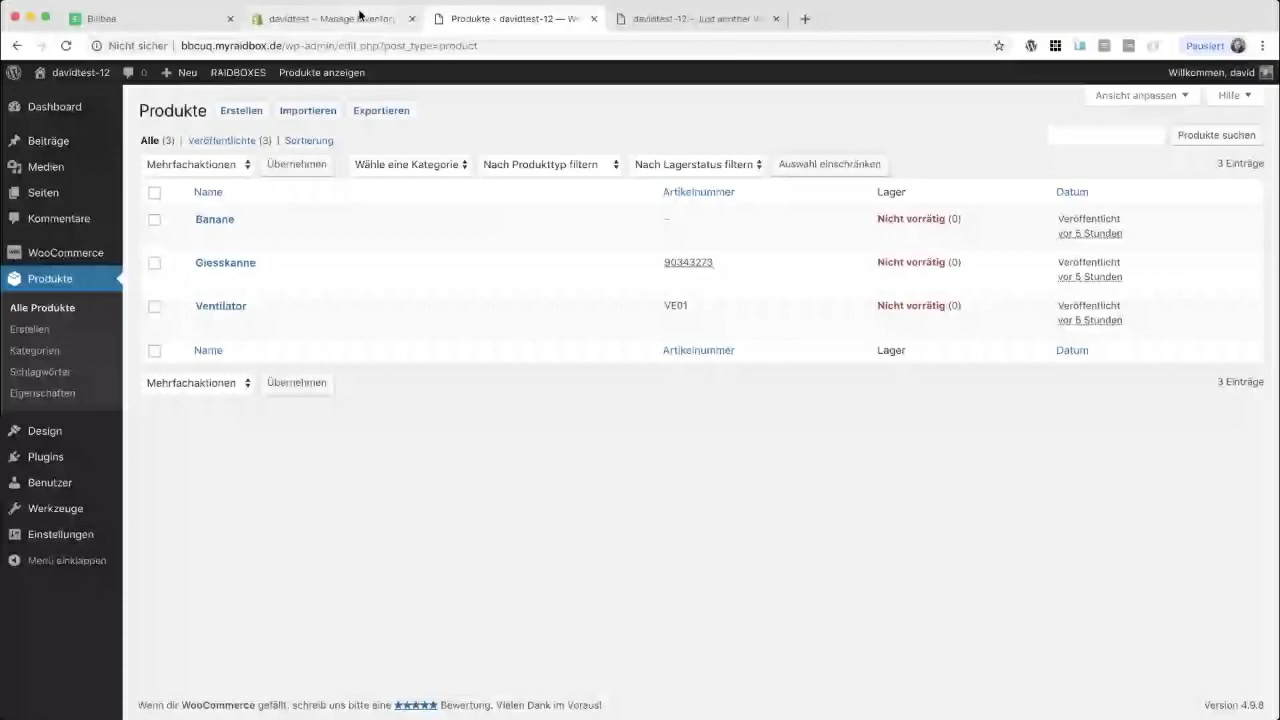 Billbee
davidtest ~ Manage Inventory
Produkte ‹ davidtest-12 — W
davidtest-12 – Just another W
Nicht sicher | bbcuq.myraidbox.de/wp-admin/edit.php?post_type=product
Pausiert
davidtest-12
0
Neu
RAIDBOXES
Produkte anzeigen
Willkommen, david
Dashboard
Beiträge
Medien
Seiten
Kommentare
WooCommerce
Produkte
Alle Produkte
Erstellen
Kategorien
Schlagwörter
Eigenschaften
Design
Plugins
Benutzer
Werkzeuge
Einstellungen
Menü einklappen
Ansicht anpassen
Hilfe
Produkte Erstellen Importieren Exportieren
Alle (3) | Veröffentlichte (3) | Sortierung
Produkte suchen
Mehrfachaktionen Übernehmen Wähle eine Kategorie Nach Produkttyp filtern Nach Lagerstatus filtern Auswahl einschränken
3 Einträge
Name Artikelnummer Lager Datum
Banane – Nicht vorrätig (0) Veröffentlicht
vor 5 Stunden
Giesskanne 90343273 Nicht vorrätig (0) Veröffentlicht
vor 5 Stunden
Ventilator VE01 Nicht vorrätig (0) Veröffentlicht
vor 5 Stunden
Name Artikelnummer Lager Datum
Mehrfachaktionen Übernehmen
3 Einträge
Wenn dir WooCommerce gefällt, schreib uns bitte eine ★★★★★ Bewertung. Vielen Dank im Voraus!
Version 4.9.8